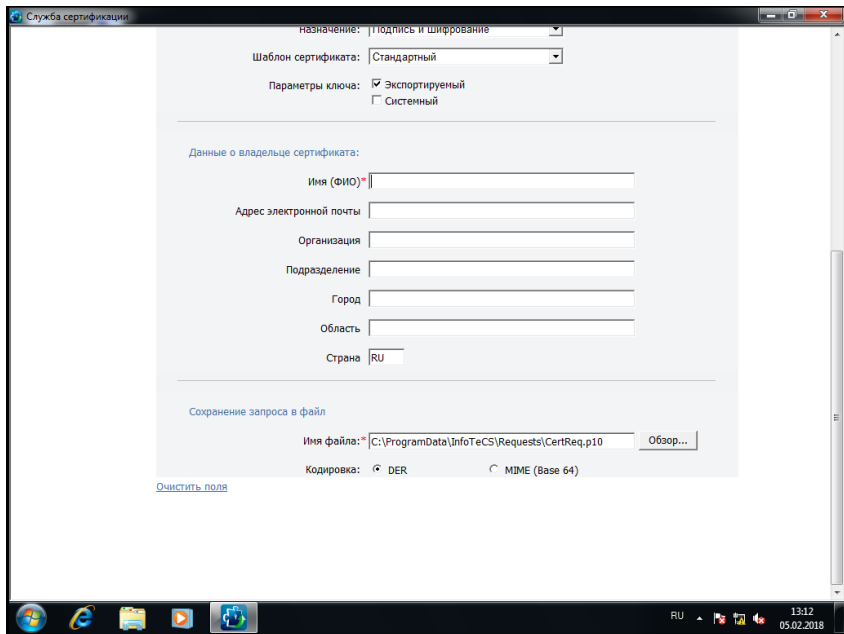 Служба сертификации
Назначение: Подпись и шифрование
Шаблон сертификата: Стандартный
Параметры ключа: Экспортируемый
Системный
Данные о владельце сертификата:
Имя (ФИО)*
Адрес электронной почты
Организация
Подразделение
Город
Область
Страна RU
Сохранение запроса в файл
Имя файла:* C:\ProgramData\InfoTeCS\Requests\CertReq.p10 Обзор...
Кодировка: DER MIME (Base 64)
Очистить поля
RU 13:12
05.02.2018